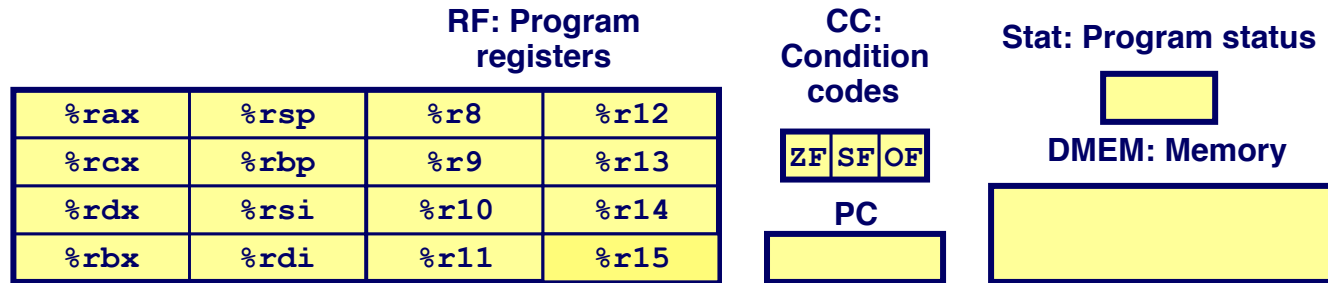 RF: Program
registers
%rax %rsp %r8 %r12
%rcx %rbp %r9 %r13
%rdx %rsi %r10 %r14
%rbx %rdi %r11 %r15
CC:
Condition
codes
ZF SF OF
PC
Stat: Program status
DMEM: Memory